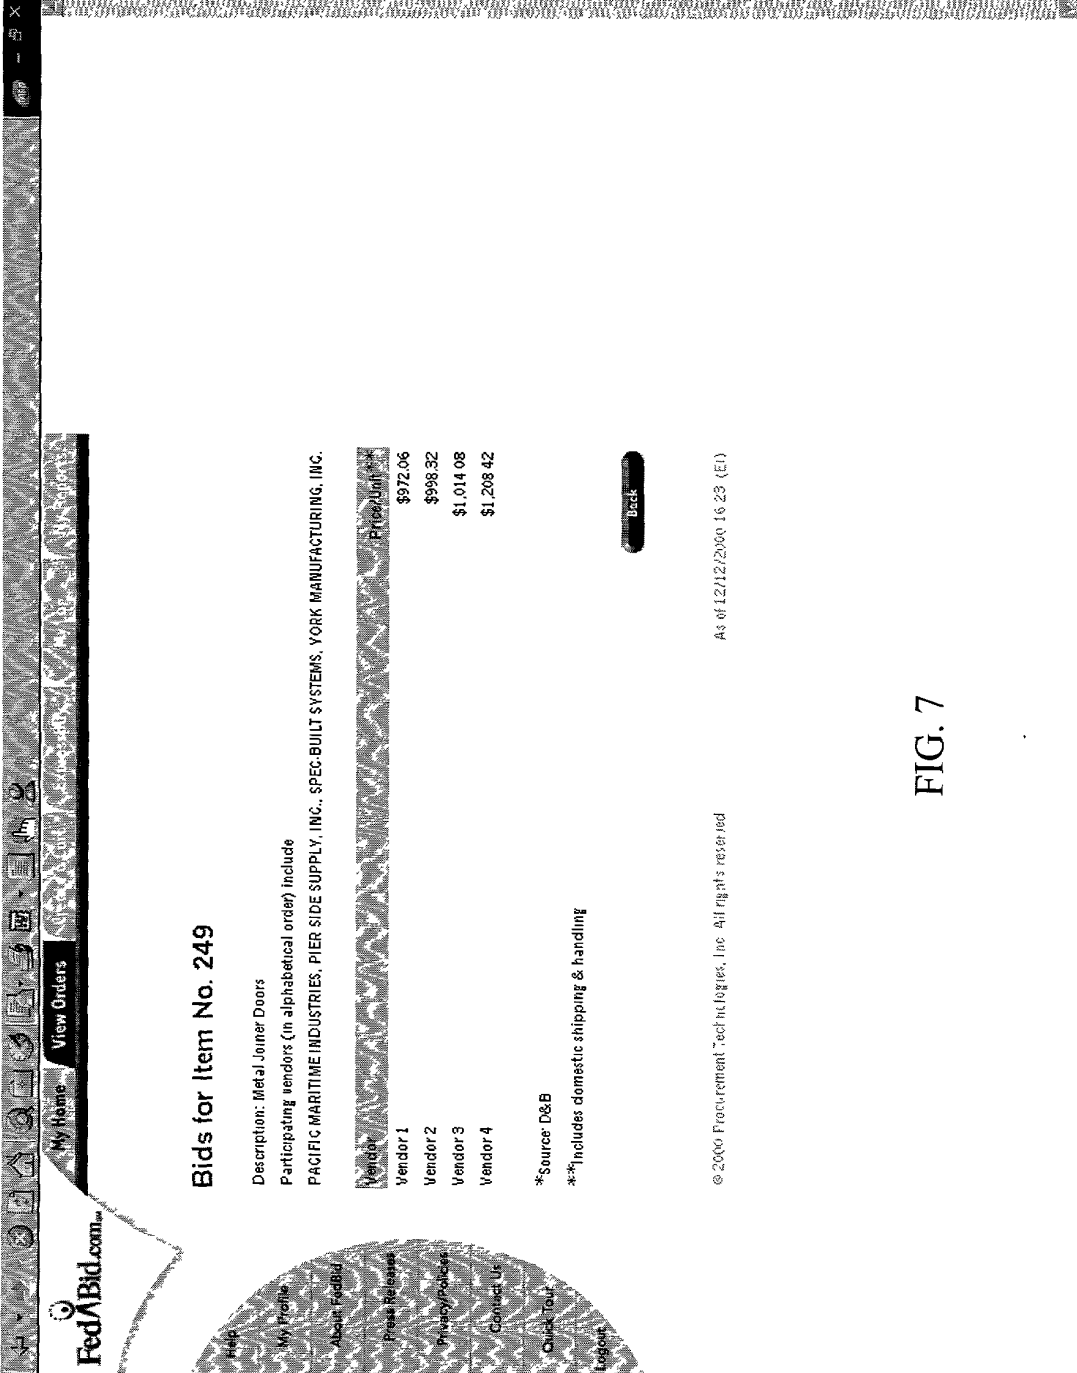 FedBid.com
My Home
View Orders
My Reports
Help
My Profile
About FedBid
Press Releases
Privacy/Policies
Contact Us
Quick Tour
Logout
Bids for Item No. 249
Description: Metal Joiner Doors
Participating vendors (in alphabetical order) include
PACIFIC MARITIME INDUSTRIES, PIER SIDE SUPPLY, INC., SPEC-BUILT SYSTEMS, YORK MANUFACTURING, INC.
Vendor Price/Unit**
Vendor 1 $972.06
Vendor 2 $998.32
Vendor 3 $1,014 08
Vendor 4 $1,208 42
*Source: D&B
**Includes domestic shipping & handling
Back
© 2000 Procurement Technologies, Inc All rights reserved As of 12/12/2000 16 23 (ET)
FIG. 7